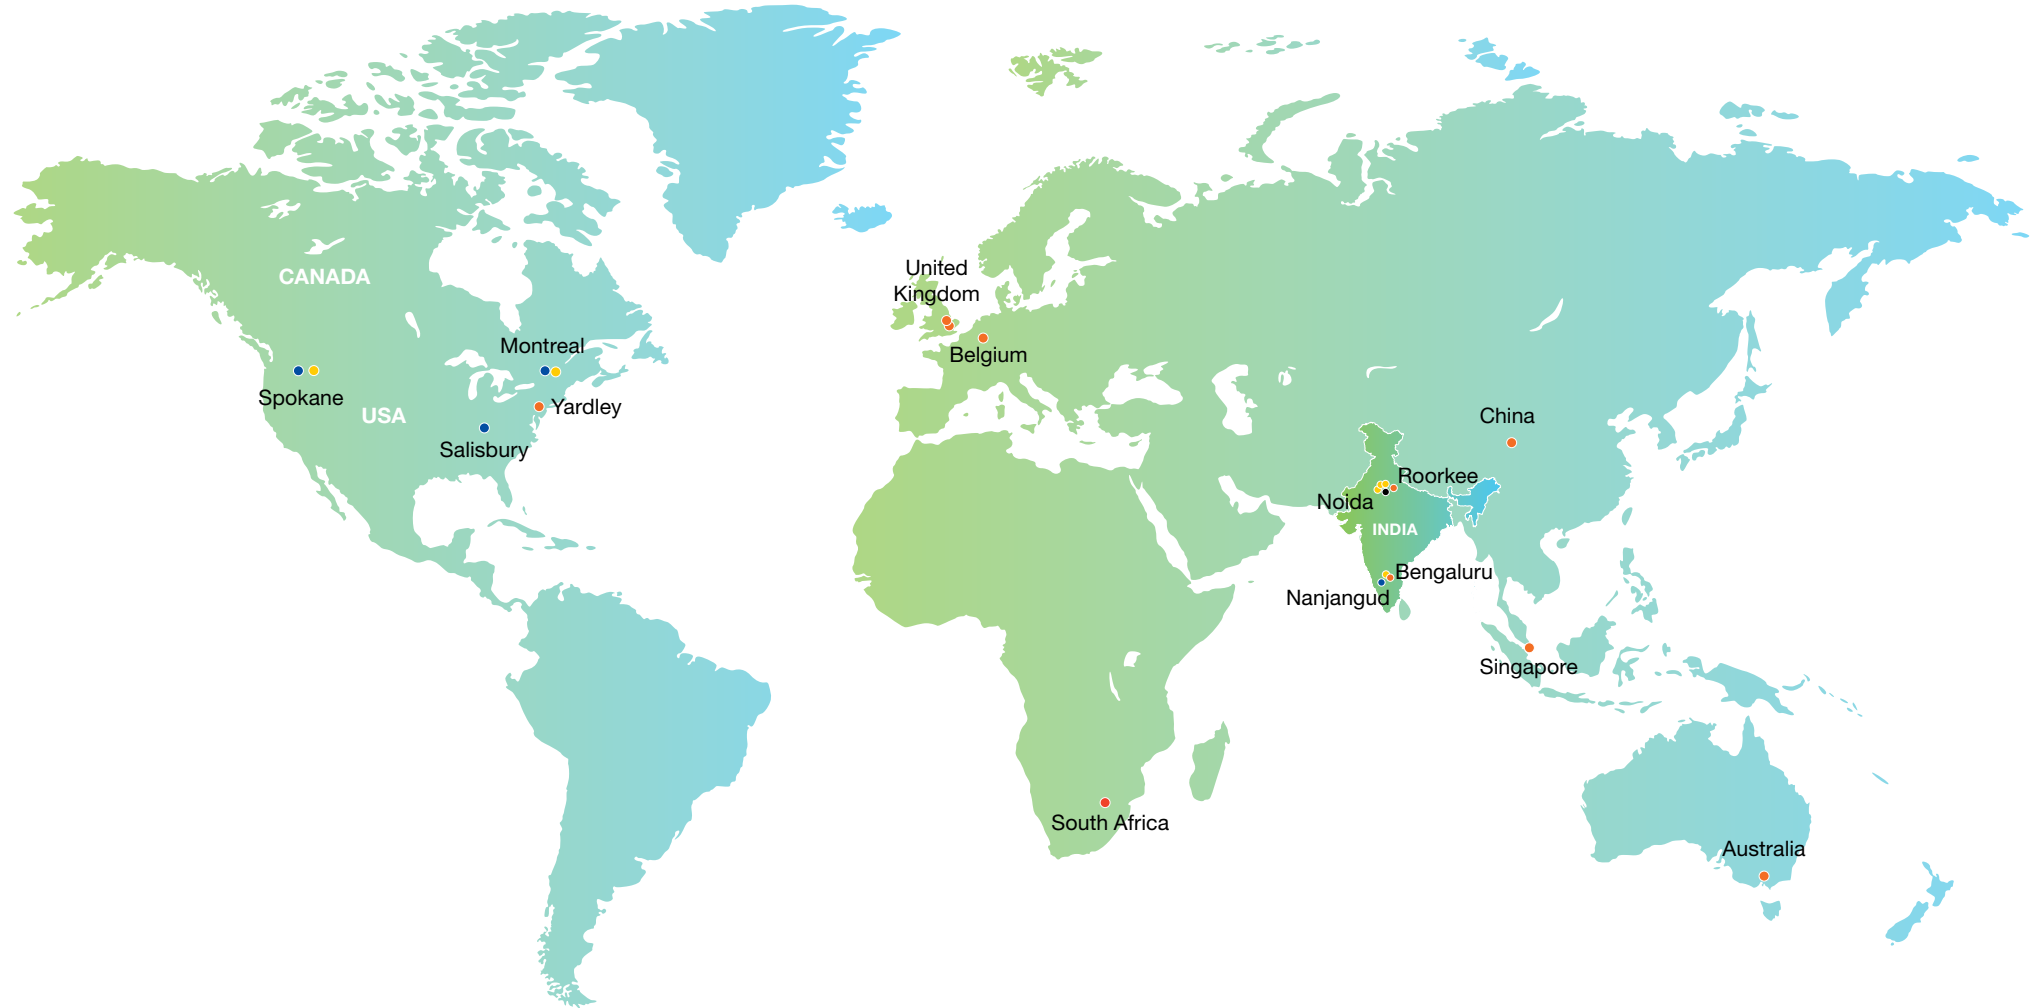 CANADA
Montreal
Spokane
USA
Yardley
Salisbury
United
Kingdom
Belgium
China
Roorkee
Noida
INDIA
Bengaluru
Nanjangud
Singapore
South Africa
Australia